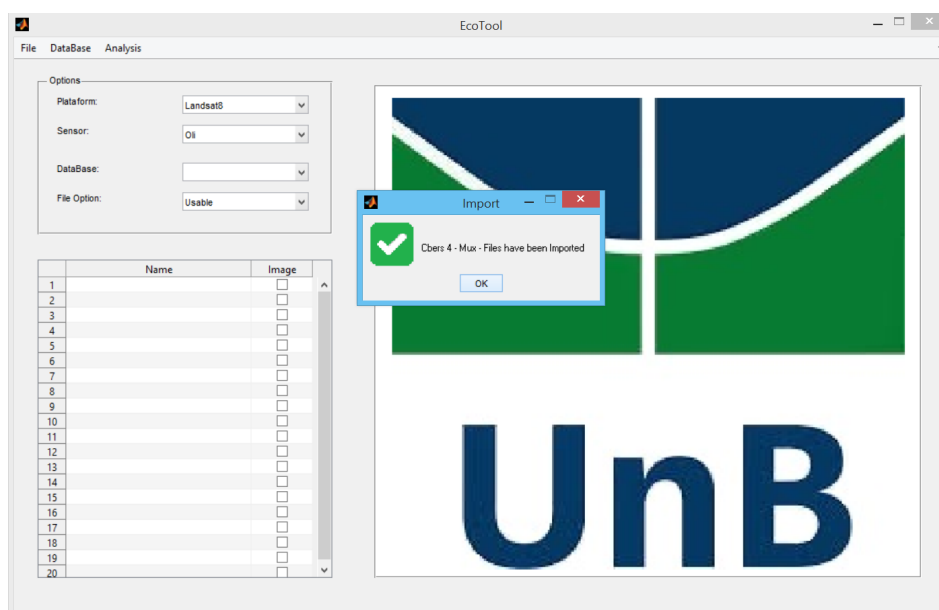 EcoTool
File DataBase Analysis
Options
Plataform:
Landsat8
Sensor:
Oli
DataBase:
File Option:
Usable
Import
Cbers 4 - Mux - Files have been Imported
OK
Name Image
1
2
3
4
5
6
7
8
9
10
11
12
13
14
15
16
17
18
19
20
UnB